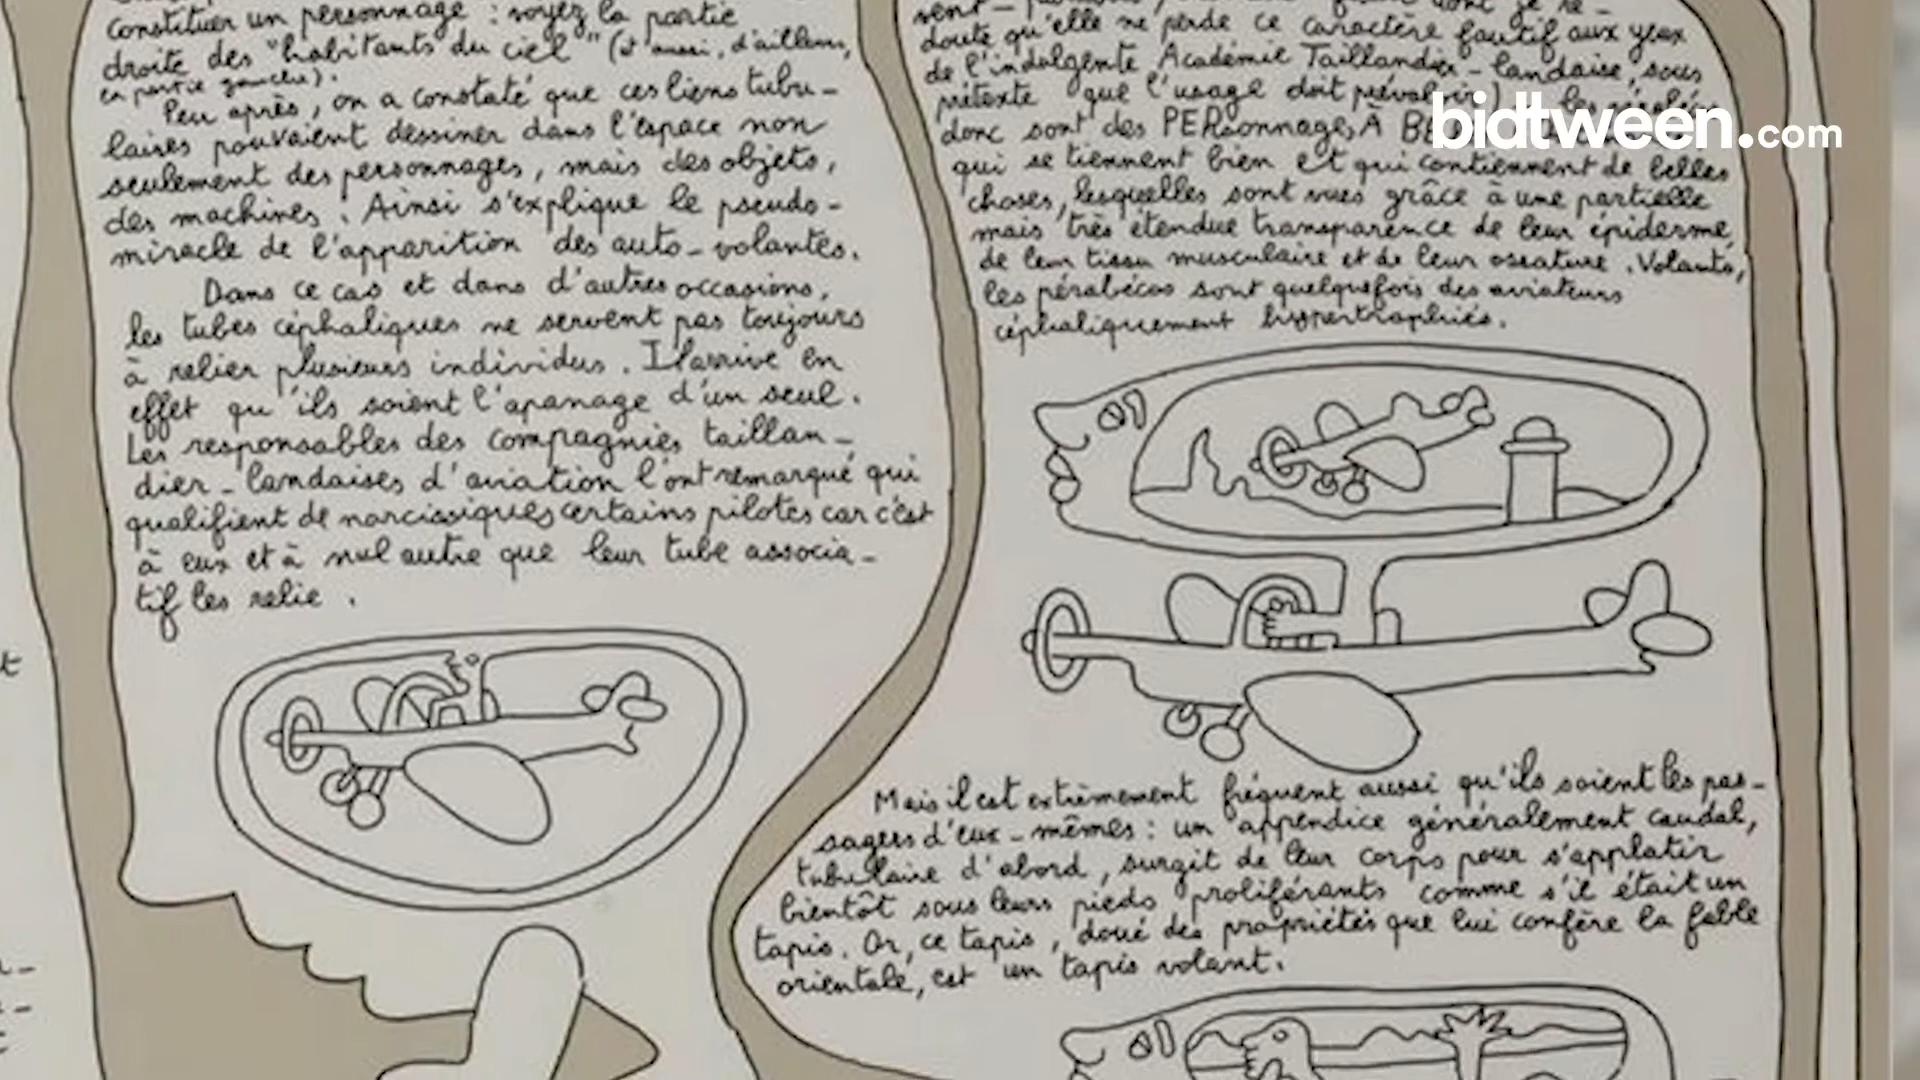 constituer un personnage : voyez la partie
droite des "habitants du ciel" (et aussi, d'ailleurs,
en partie gauche).
Peu après, on a constaté que ces liens tubu-
laires pouvaient dessiner dans l'espace non
seulement des personnages, mais des objets,
des machines. Ainsi s'explique le pseudo-
miracle de l'apparition des auto-volantes.
Dans ce cas et dans d'autres occasions,
les tubes céphaliques ne servent pas toujours
à relier plusieurs individus. Il arrive en
effet qu'ils soient l'apanage d'un seul.
Les responsables des compagnies taillan-
dier-landaises d'aviation l'ont remarqué qui
qualifient de narcissiques certains pilotes car c'est
à eux et à nul autre que leur tube associa-
tif les relie.
doute qu'elle ne perde ce caractère fautif aux yeux
de l'indulgente Académie Taillandier-landaise, sous
prétexte que l'usage doit prévaloir)
donc sont des PERsonnages À BE
qui se tiennent bien et qui contiennent de belles
choses, lesquelles sont vues grâce à une partielle
mais très étendue transparence de leur épiderme,
de leur tissu musculaire et de leur ossature. Volants,
les pérabécos sont quelquefois des aviateurs
céphaliquement hypertrophiés.
Mais il est extrêmement fréquent aussi qu'ils soient les pas-
sagers d'eux-mêmes : un appendice généralement caudal,
tubulaire d'abord, surgit de leur corps pour s'applatir
bientôt sous leurs pieds proliférants comme s'il était un
tapis. Or, ce tapis, doué des propriétés que lui confère la fable
orientale, est un tapis volant.
bidtween.com